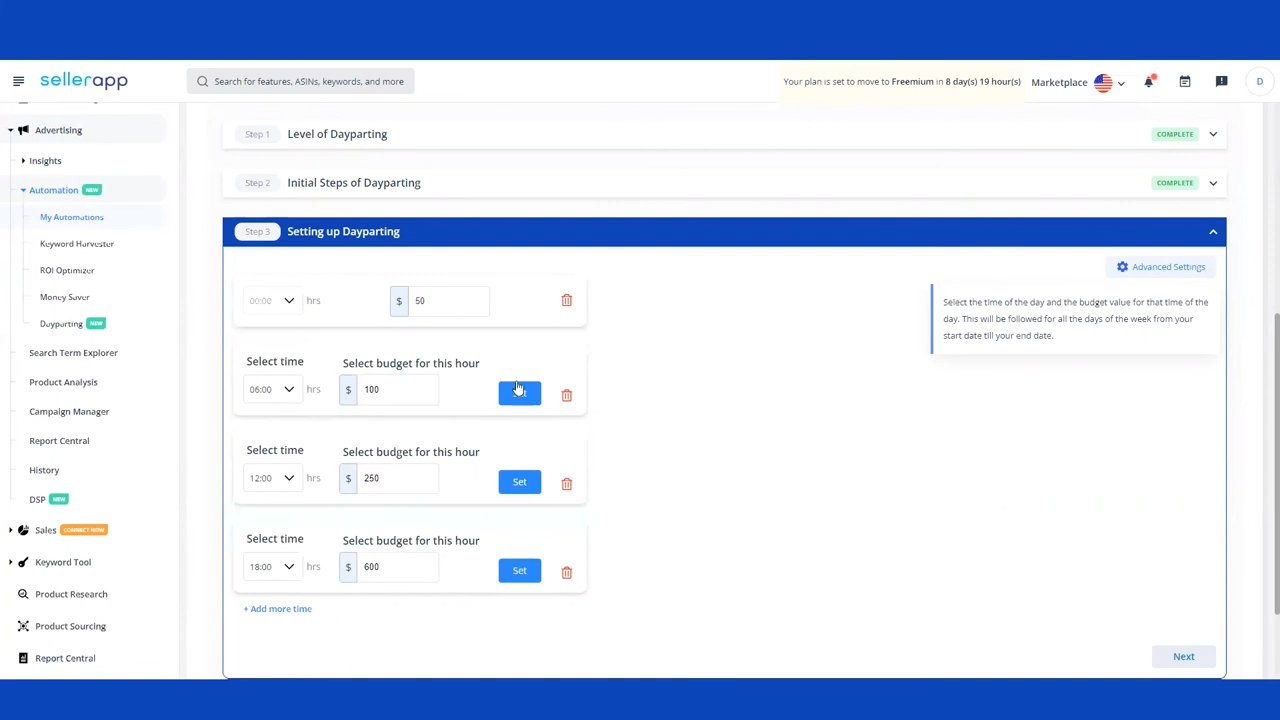 sellerapp
Search for features, ASINs, keywords, and more
Your plan is set to move to Freemium in 8 day(s) 19 hour(s)
Marketplace
D
Advertising
Insights
Automation NEW
My Automations
Keyword Harvester
ROI Optimizer
Money Saver
Dayparting NEW
Search Term Explorer
Product Analysis
Campaign Manager
Report Central
History
DSP NEW
Sales CONNECT NOW
Keyword Tool
Product Research
Product Sourcing
Report Central
Step 1 Level of Dayparting COMPLETE
Step 2 Initial Steps of Dayparting COMPLETE
Step 3 Setting up Dayparting
Advanced Settings
Select the time of the day and the budget value for that time of the
day. This will be followed for all the days of the week from your
start date till your end date.
00:00 hrs $ 50
Select time Select budget for this hour
06:00 hrs $ 100
Select time Select budget for this hour
12:00 hrs $ 250 Set
Select time Select budget for this hour
18:00 hrs $ 600 Set
+ Add more time
Next